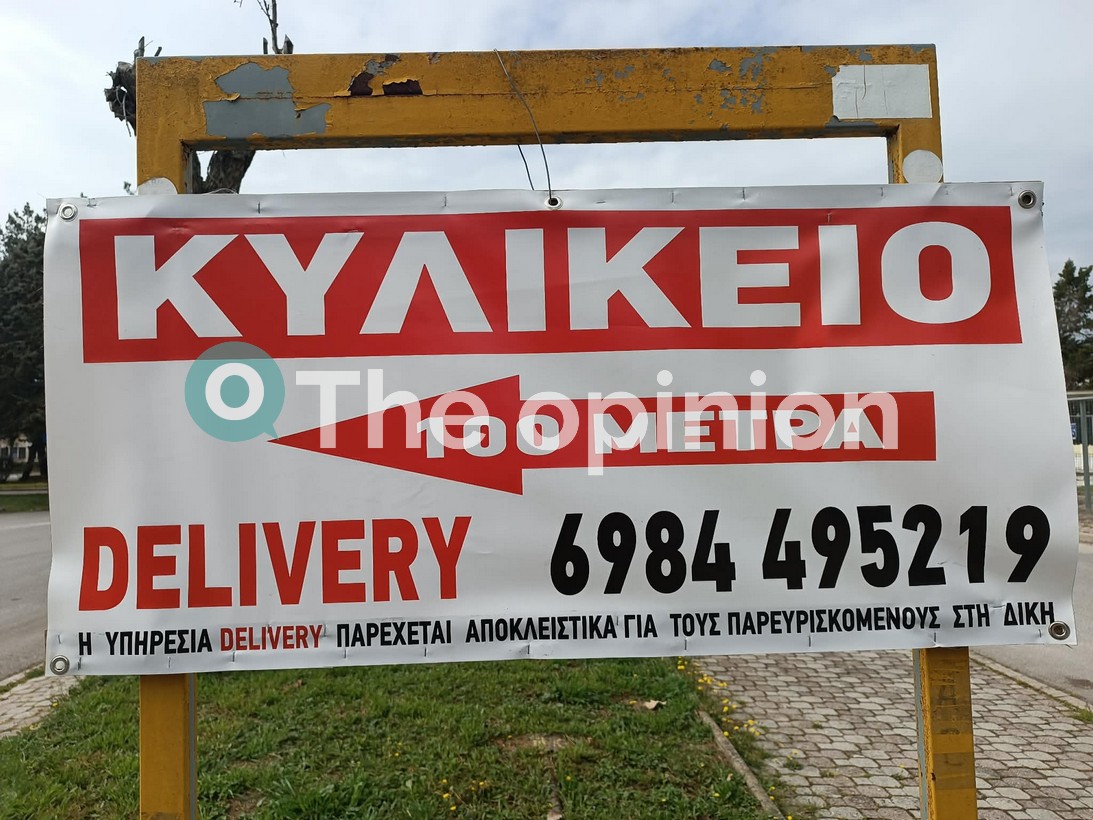 ΚΥΛΙΚΕΙΟ
The opinion
100 ΜΕΤΡΑ
DELIVERY 6984 495219
Η ΥΠΗΡΕΣΙΑ DELIVERY ΠΑΡΕΧΕΤΑΙ ΑΠΟΚΛΕΙΣΤΙΚΑ ΓΙΑ ΤΟΥΣ ΠΑΡΕΥΡΙΣΚΟΜΕΝΟΥΣ ΣΤΗ ΔΙΚΗ